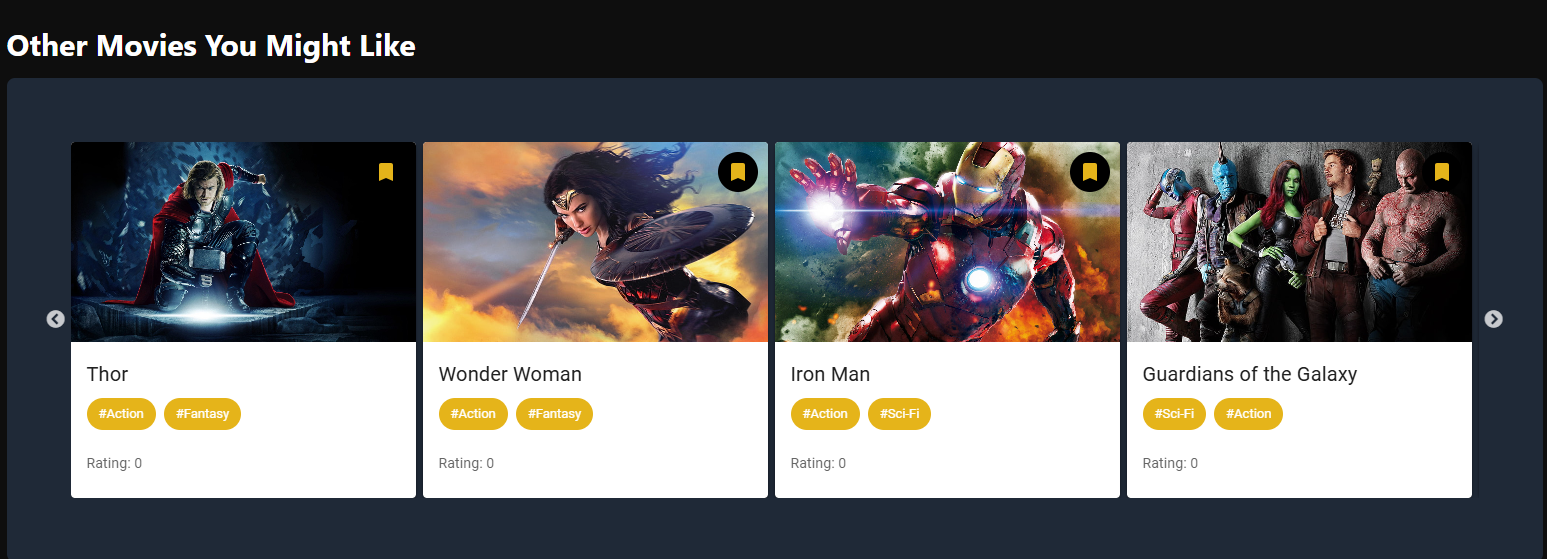 Other Movies You Might Like
Thor
#Action #Fantasy
Rating: 0
Wonder Woman
#Action #Fantasy
Rating: 0
Iron Man
#Action #Sci-Fi
Rating: 0
Guardians of the Galaxy
#Sci-Fi #Action
Rating: 0